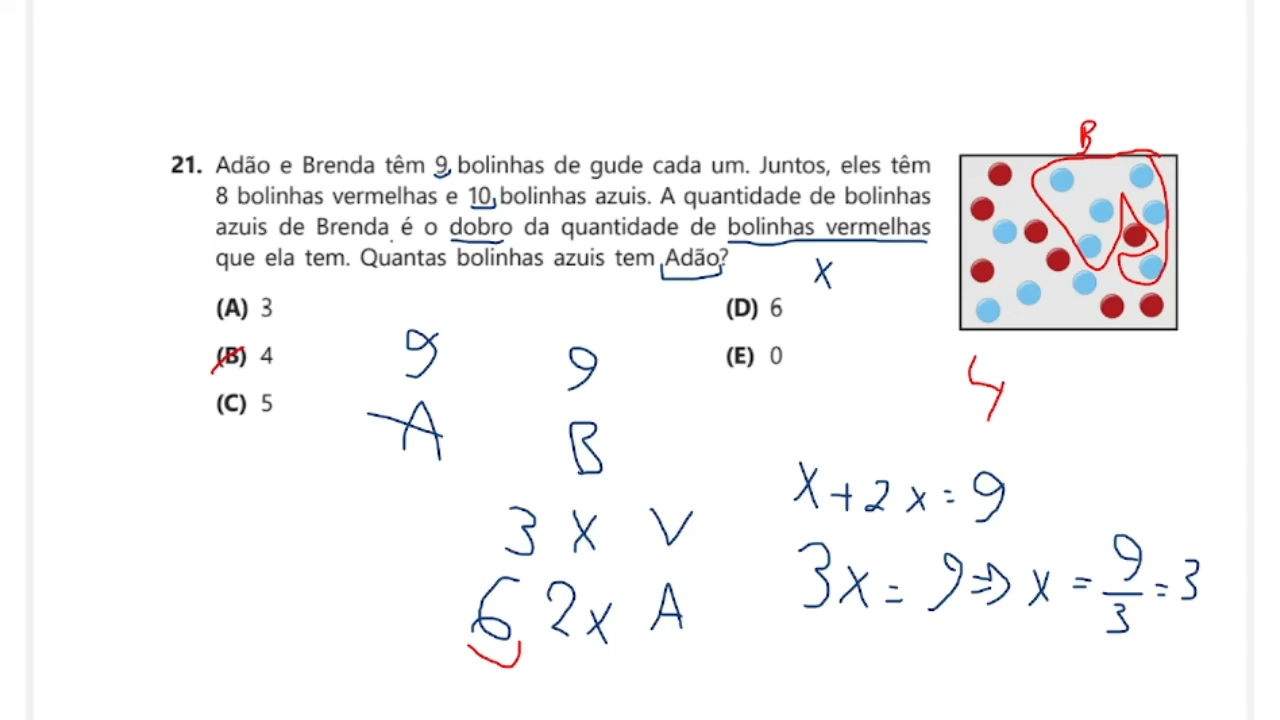 21. Adão e Brenda têm 9 bolinhas de gude cada um. Juntos, eles têm
8 bolinhas vermelhas e 10 bolinhas azuis. A quantidade de bolinhas
azuis de Brenda é o dobro da quantidade de bolinhas vermelhas
que ela tem. Quantas bolinhas azuis tem Adão?
B
x
(A) 3
(D) 6
(B) 4
(E) 0
(C) 5
9 9
A B
4
3 x V
6 2x A
x + 2x = 9
3x = 9 => x = 9/3 = 3